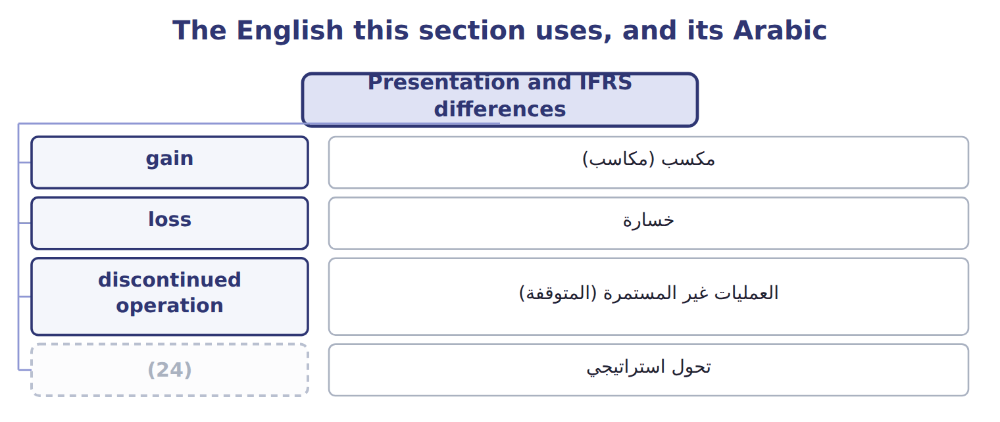 The English this section uses, and its Arabic
Presentation and IFRS
differences
gain
مكسب (مكاسب)
loss
خسارة
discontinued
operation
العمليات غير المستمرة (المتوقفة)
(24)
تحول استراتيجي